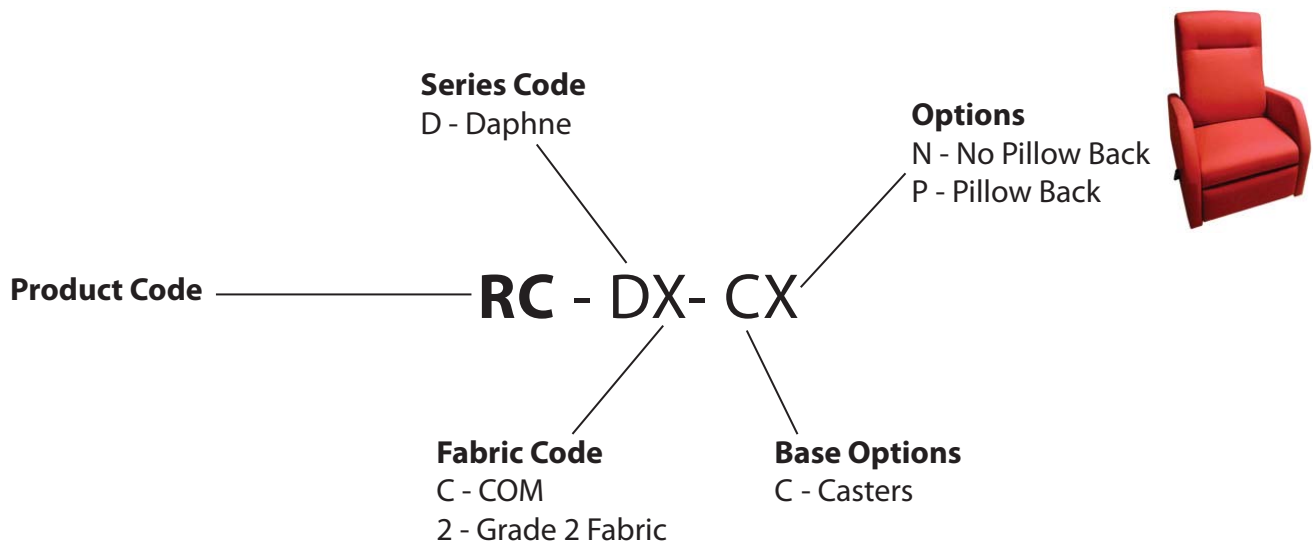 Series Code
D - Daphne
Options
N - No Pillow Back
P - Pillow Back
Product Code
RC - DX- CX
Fabric Code
C - COM
2 - Grade 2 Fabric
Base Options
C - Casters